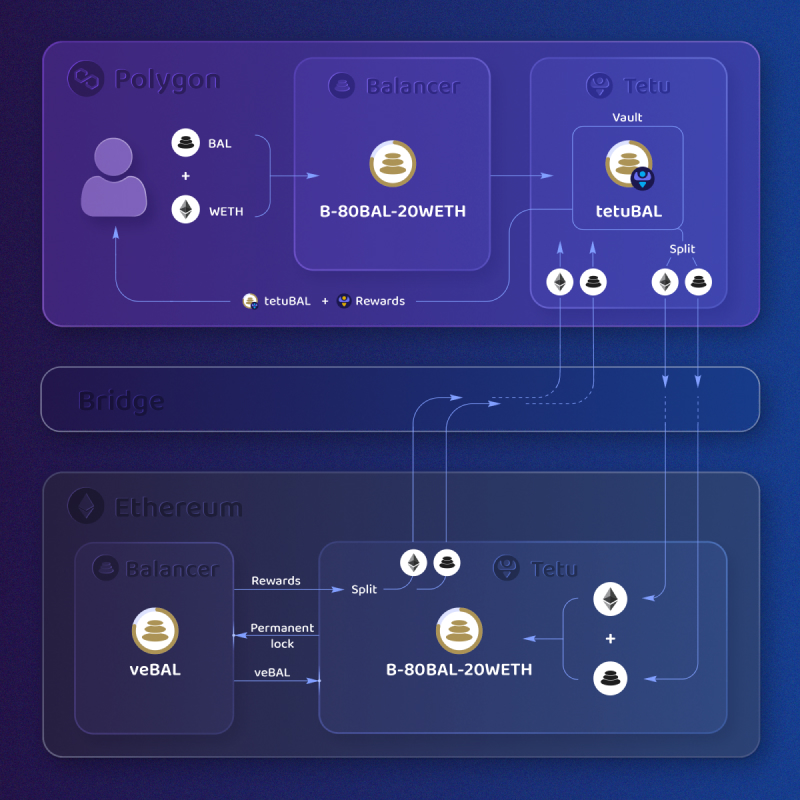 Polygon
Balancer
Tetu
Vault
BAL
+
WETH
B-80BAL-20WETH
tetuBAL
Split
tetuBAL + Rewards
Bridge
Ethereum
Balancer
Tetu
Rewards
Split
Permanent
lock
+
veBAL
B-80BAL-20WETH
veBAL